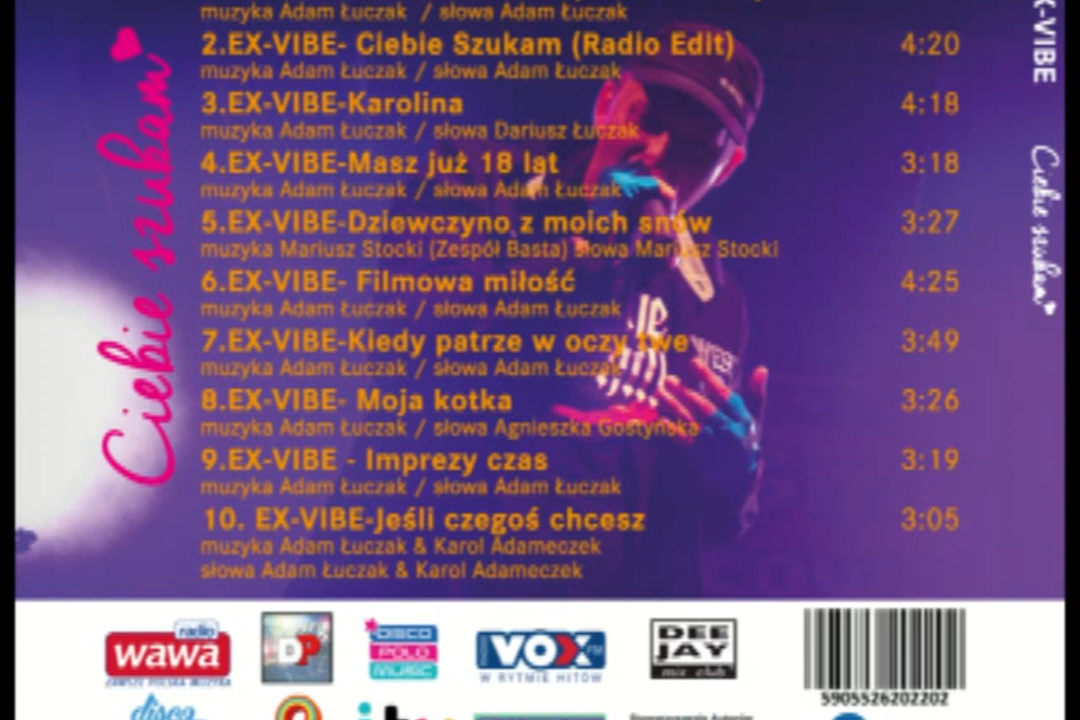 muzyka Adam Łuczak / słowa Adam Łuczak
2.EX-VIBE- Ciebie Szukam (Radio Edit) 4:20
muzyka Adam Łuczak / słowa Adam Łuczak
3.EX-VIBE-Karolina 4:18
muzyka Adam Łuczak / słowa Dariusz Łuczak
4.EX-VIBE-Masz już 18 ląt 3:18
muzyka Adam Łuczak / słowa Adam Łuczak
5.EX-VIBE-Dziewczyno z moich snów 3:27
muzyka Mariusz Stocki (Zespół Basta) słowa Mariusz Stocki
6.EX-VIBE- Filmowa miłość 4:25
muzyka Adam Łuczak / słowa Adam Łuczak
7.EX-VIBE-Kiedy patrze w oczy twe 3:49
muzyka Adam Łuczak / słowa Adam Łuczak
8.EX-VIBE- Moja kotka 3:26
muzyka Adam Łuczak / słowa Agnieszka Gostyńska
9.EX-VIBE - Imprezy czas 3:19
muzyka Adam Łuczak / słowa Adam Łuczak
10. EX-VIBE-Jeśli czegoś chcesz 3:05
muzyka Adam Łuczak & Karol Adameczek
słowa Adam Łuczak & Karol Adameczek
Ciebie szukam
X-VIBE Ciebie szukam
radio
wawa
ZAWSZE POLSKA MUZYKA
DP
DISCO
POLO
MUSIC
VOX FM
W RYTMIE HITÓW
DEE
JAY
mix club
5905526202202
disco
itv